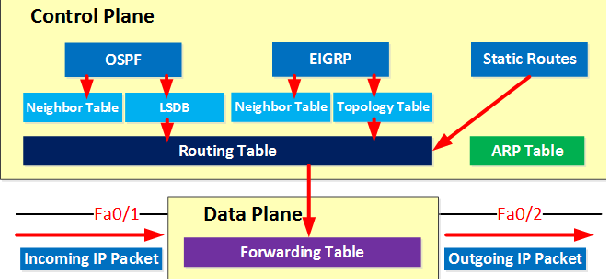 Control Plane
OSPF
EIGRP
Static Routes
Neighbor Table
LSDB
Neighbor Table
Topology Table
Routing Table
ARP Table
Fa0/1
Data Plane
Fa0/2
Incoming IP Packet
Forwarding Table
Outgoing IP Packet